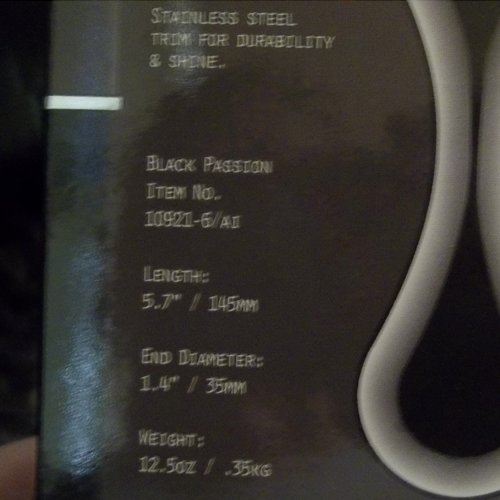 STAINLESS STEEL
TRIM FOR DURABILITY
& SHINE.
BLACK PASSION
ITEM NO.
10921-6/AI
LENGTH:
5.7" / 145MM
END DIAMETER:
1.4" / 35MM
WEIGHT:
12.5OZ / .35KG